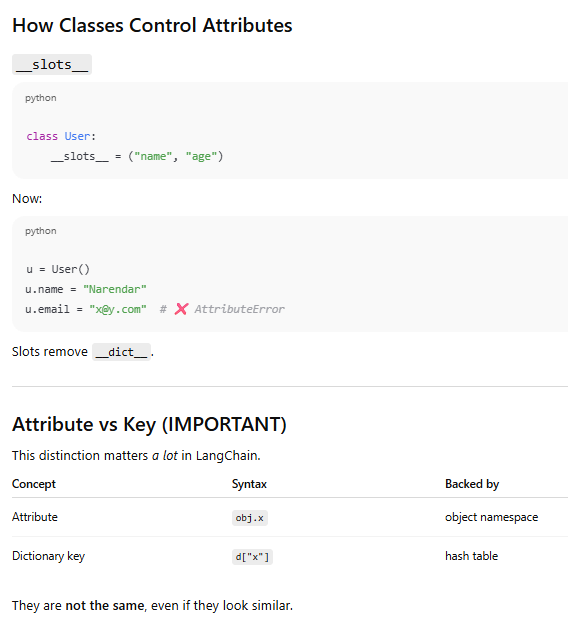 How Classes Control Attributes
__slots__
python
class User:
    __slots__ = ("name", "age")
Now:
python
u = User()
u.name = "Narendar"
u.email = "x@y.com"  # ❌ AttributeError
Slots remove __dict__.
Attribute vs Key (IMPORTANT)
This distinction matters a lot in LangChain.
Concept Syntax Backed by
Attribute obj.x object namespace
Dictionary key d["x"] hash table
They are not the same, even if they look similar.